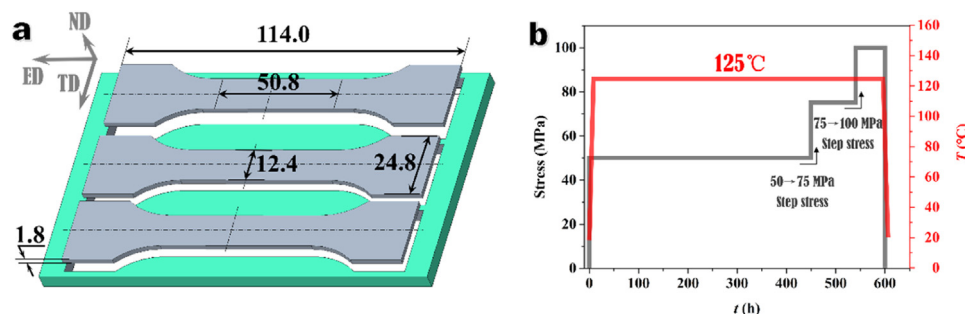 a
ND
ED
TD
114.0
50.8
12.4
24.8
1.8
b
125℃
75→100 MPa
Step stress
50→75 MPa
Step stress
Stress (MPa)
100
80
60
40
20
0
0 100 200 300 400 500 600
t (h)
160
140
120
100
80
60
40
20
0
T (℃)